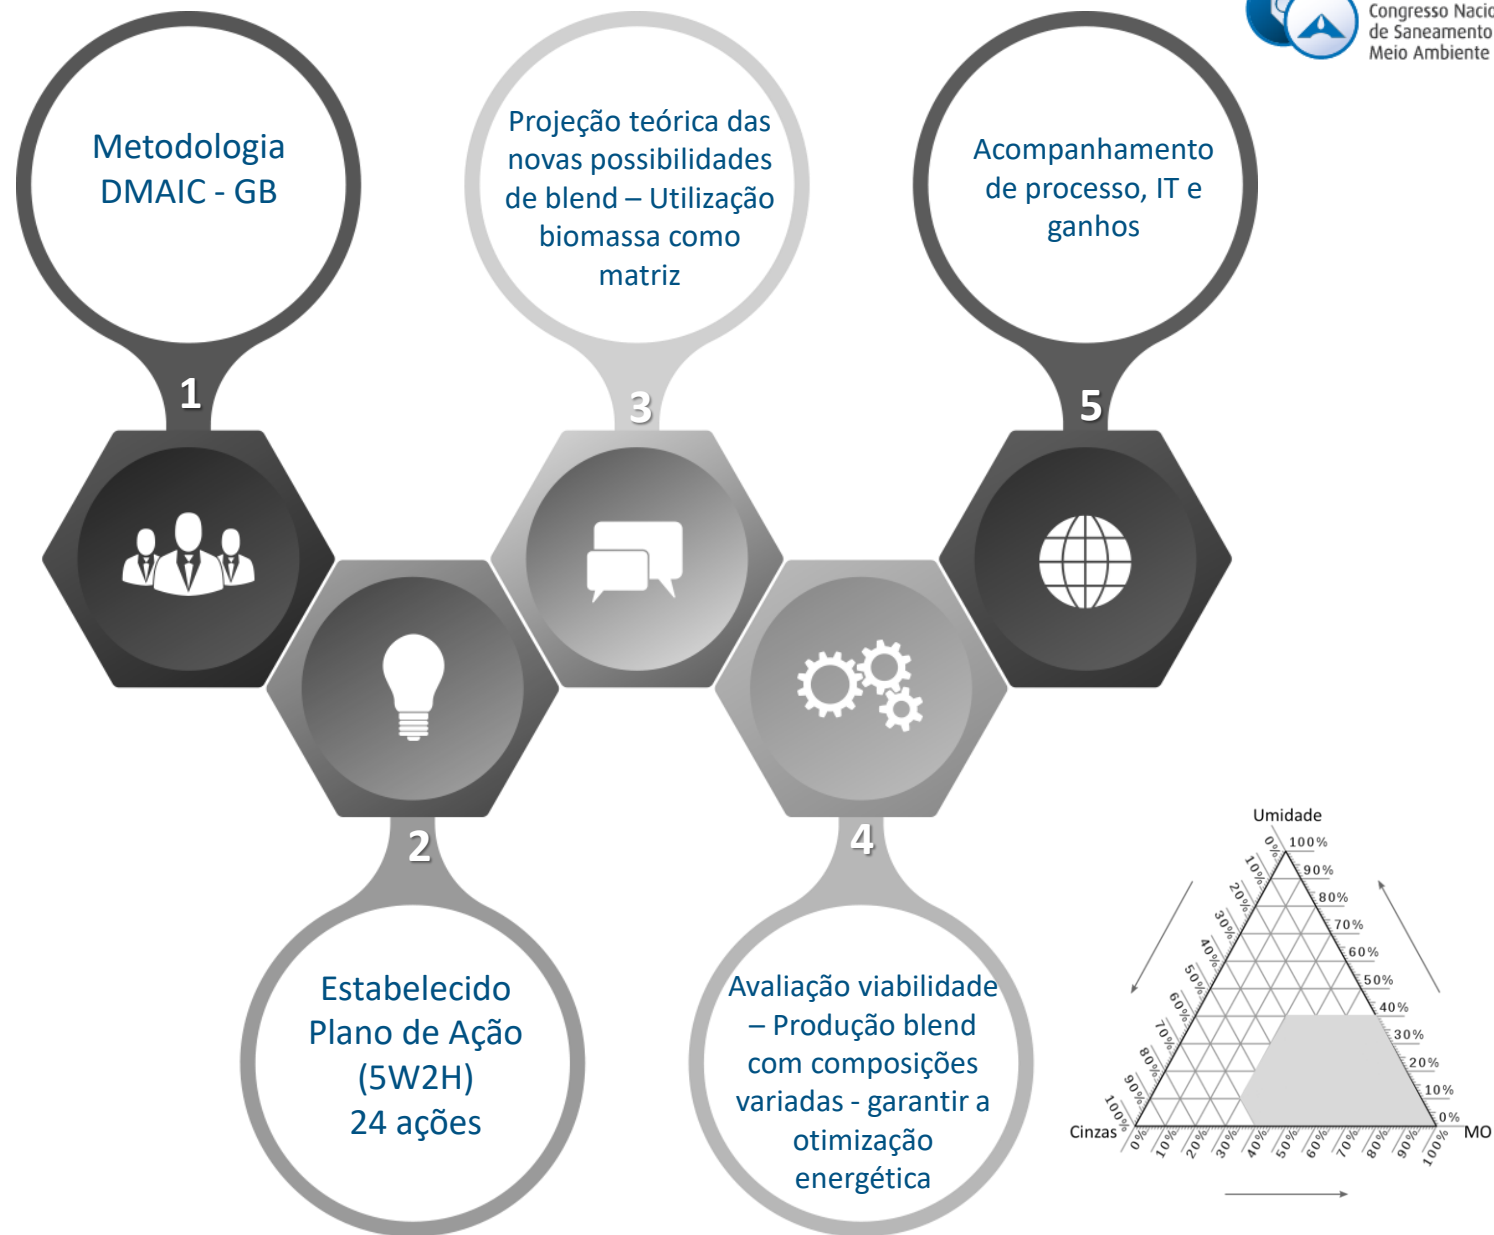 Congresso Nacio
de Saneamento
Meio Ambiente
Metodologia
DMAIC - GB
1
Estabelecido
Plano de Ação
(5W2H)
24 ações
2
Projeção teórica das
novas possibilidades
de blend – Utilização
biomassa como
matriz
3
Avaliação viabilidade
– Produção blend
com composições
variadas - garantir a
otimização
energética
4
Acompanhamento
de processo, IT e
ganhos
5
Umidade
0%
10%
20%
30%
40%
50%
60%
70%
80%
90%
100%
100%
90%
80%
70%
60%
50%
40%
30%
20%
10%
0%
Cinzas
MO
0%
10%
20%
30%
40%
50%
60%
70%
80%
90%
100%